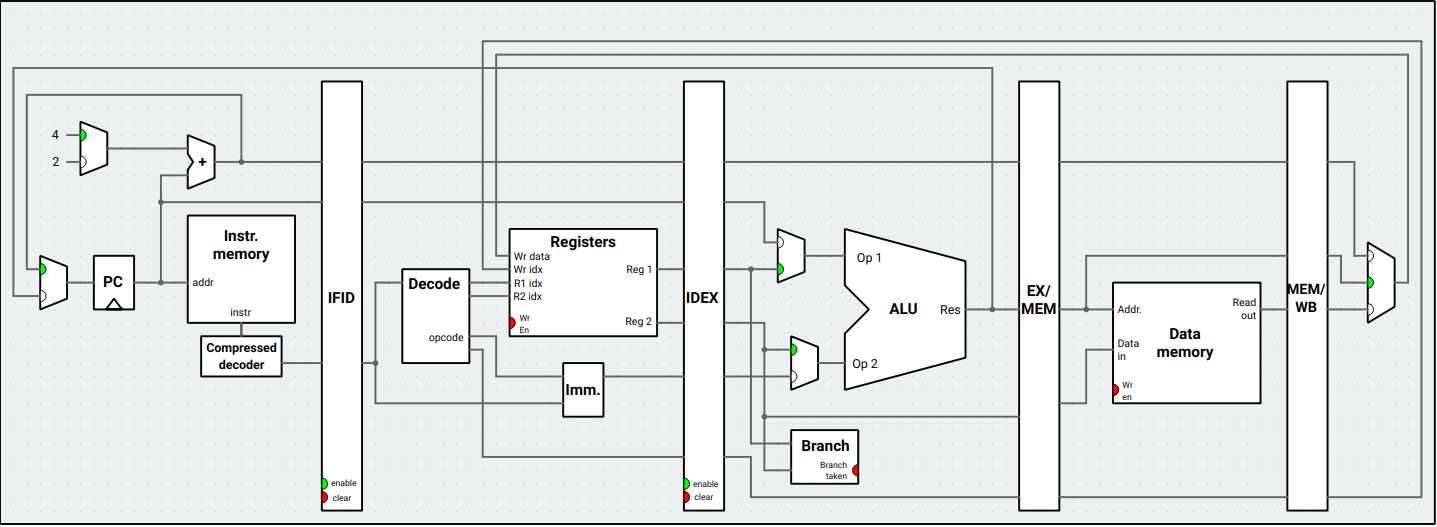 4
2
+
PC
Instr.
memory
addr
instr
Compressed
decoder
IFID
enable
clear
Decode
opcode
Registers
Wr data
Wr idx
R1 idx
R2 idx
Wr
En
Reg 1
Reg 2
Imm.
IDEX
enable
clear
Op 1
ALU
Res
Op 2
Branch
Branch
taken
EX/
MEM
Addr.
Read
out
Data
memory
Data
in
Wr
en
MEM/
WB